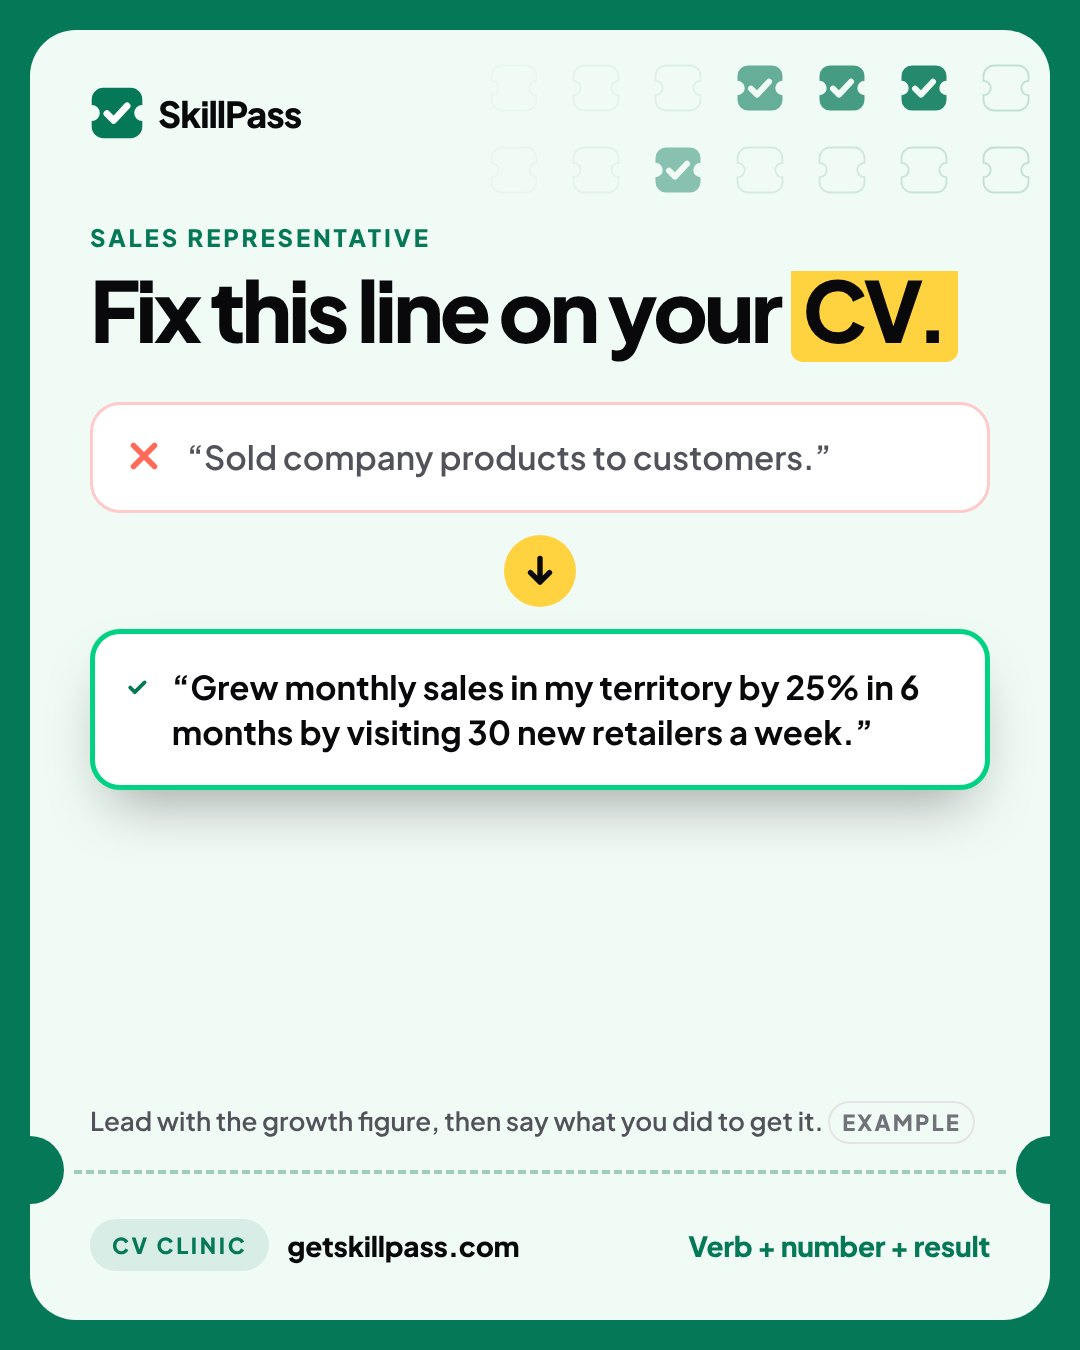 SkillPass
SALES REPRESENTATIVE
Fix this line on your CV.
“Sold company products to customers.”
“Grew monthly sales in my territory by 25% in 6
months by visiting 30 new retailers a week.”
Lead with the growth figure, then say what you did to get it. EXAMPLE
CV CLINIC getskillpass.com Verb + number + result